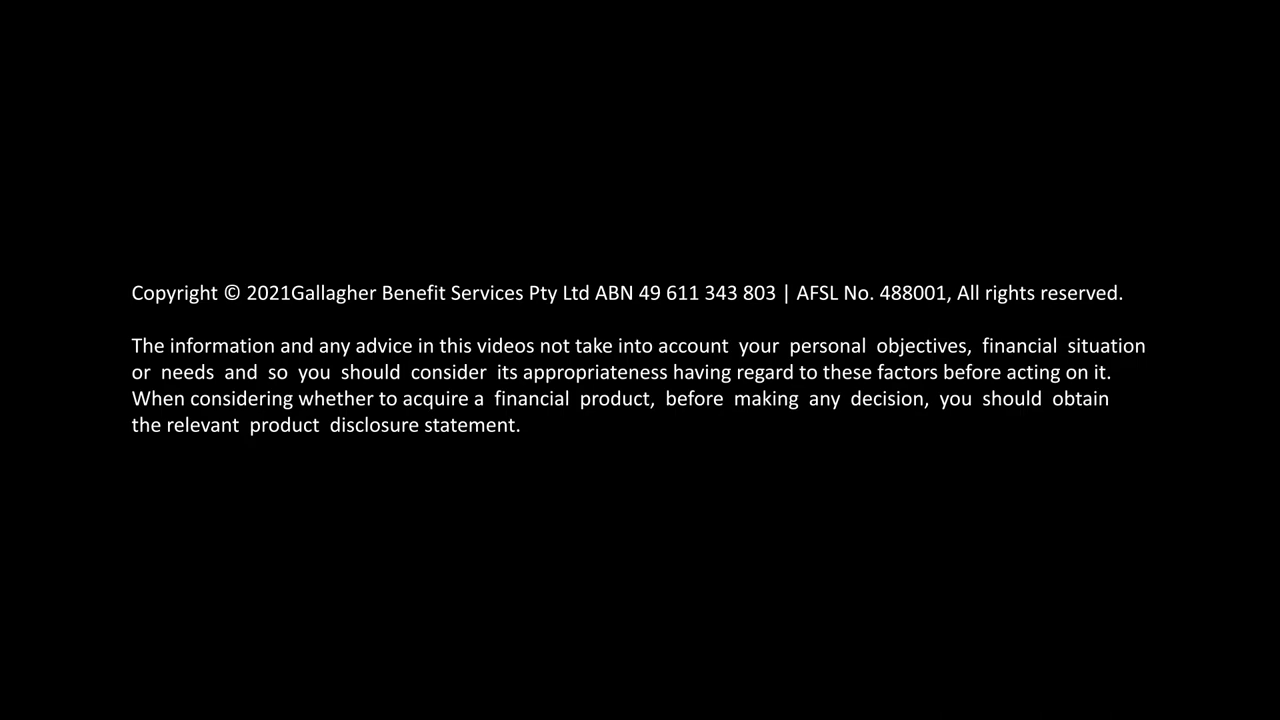 Copyright © 2021Gallagher Benefit Services Pty Ltd ABN 49 611 343 803 | AFSL No. 488001, All rights reserved.
The information and any advice in this videos not take into account your personal objectives, financial situation
or needs and so you should consider its appropriateness having regard to these factors before acting on it.
When considering whether to acquire a financial product, before making any decision, you should obtain
the relevant product disclosure statement.